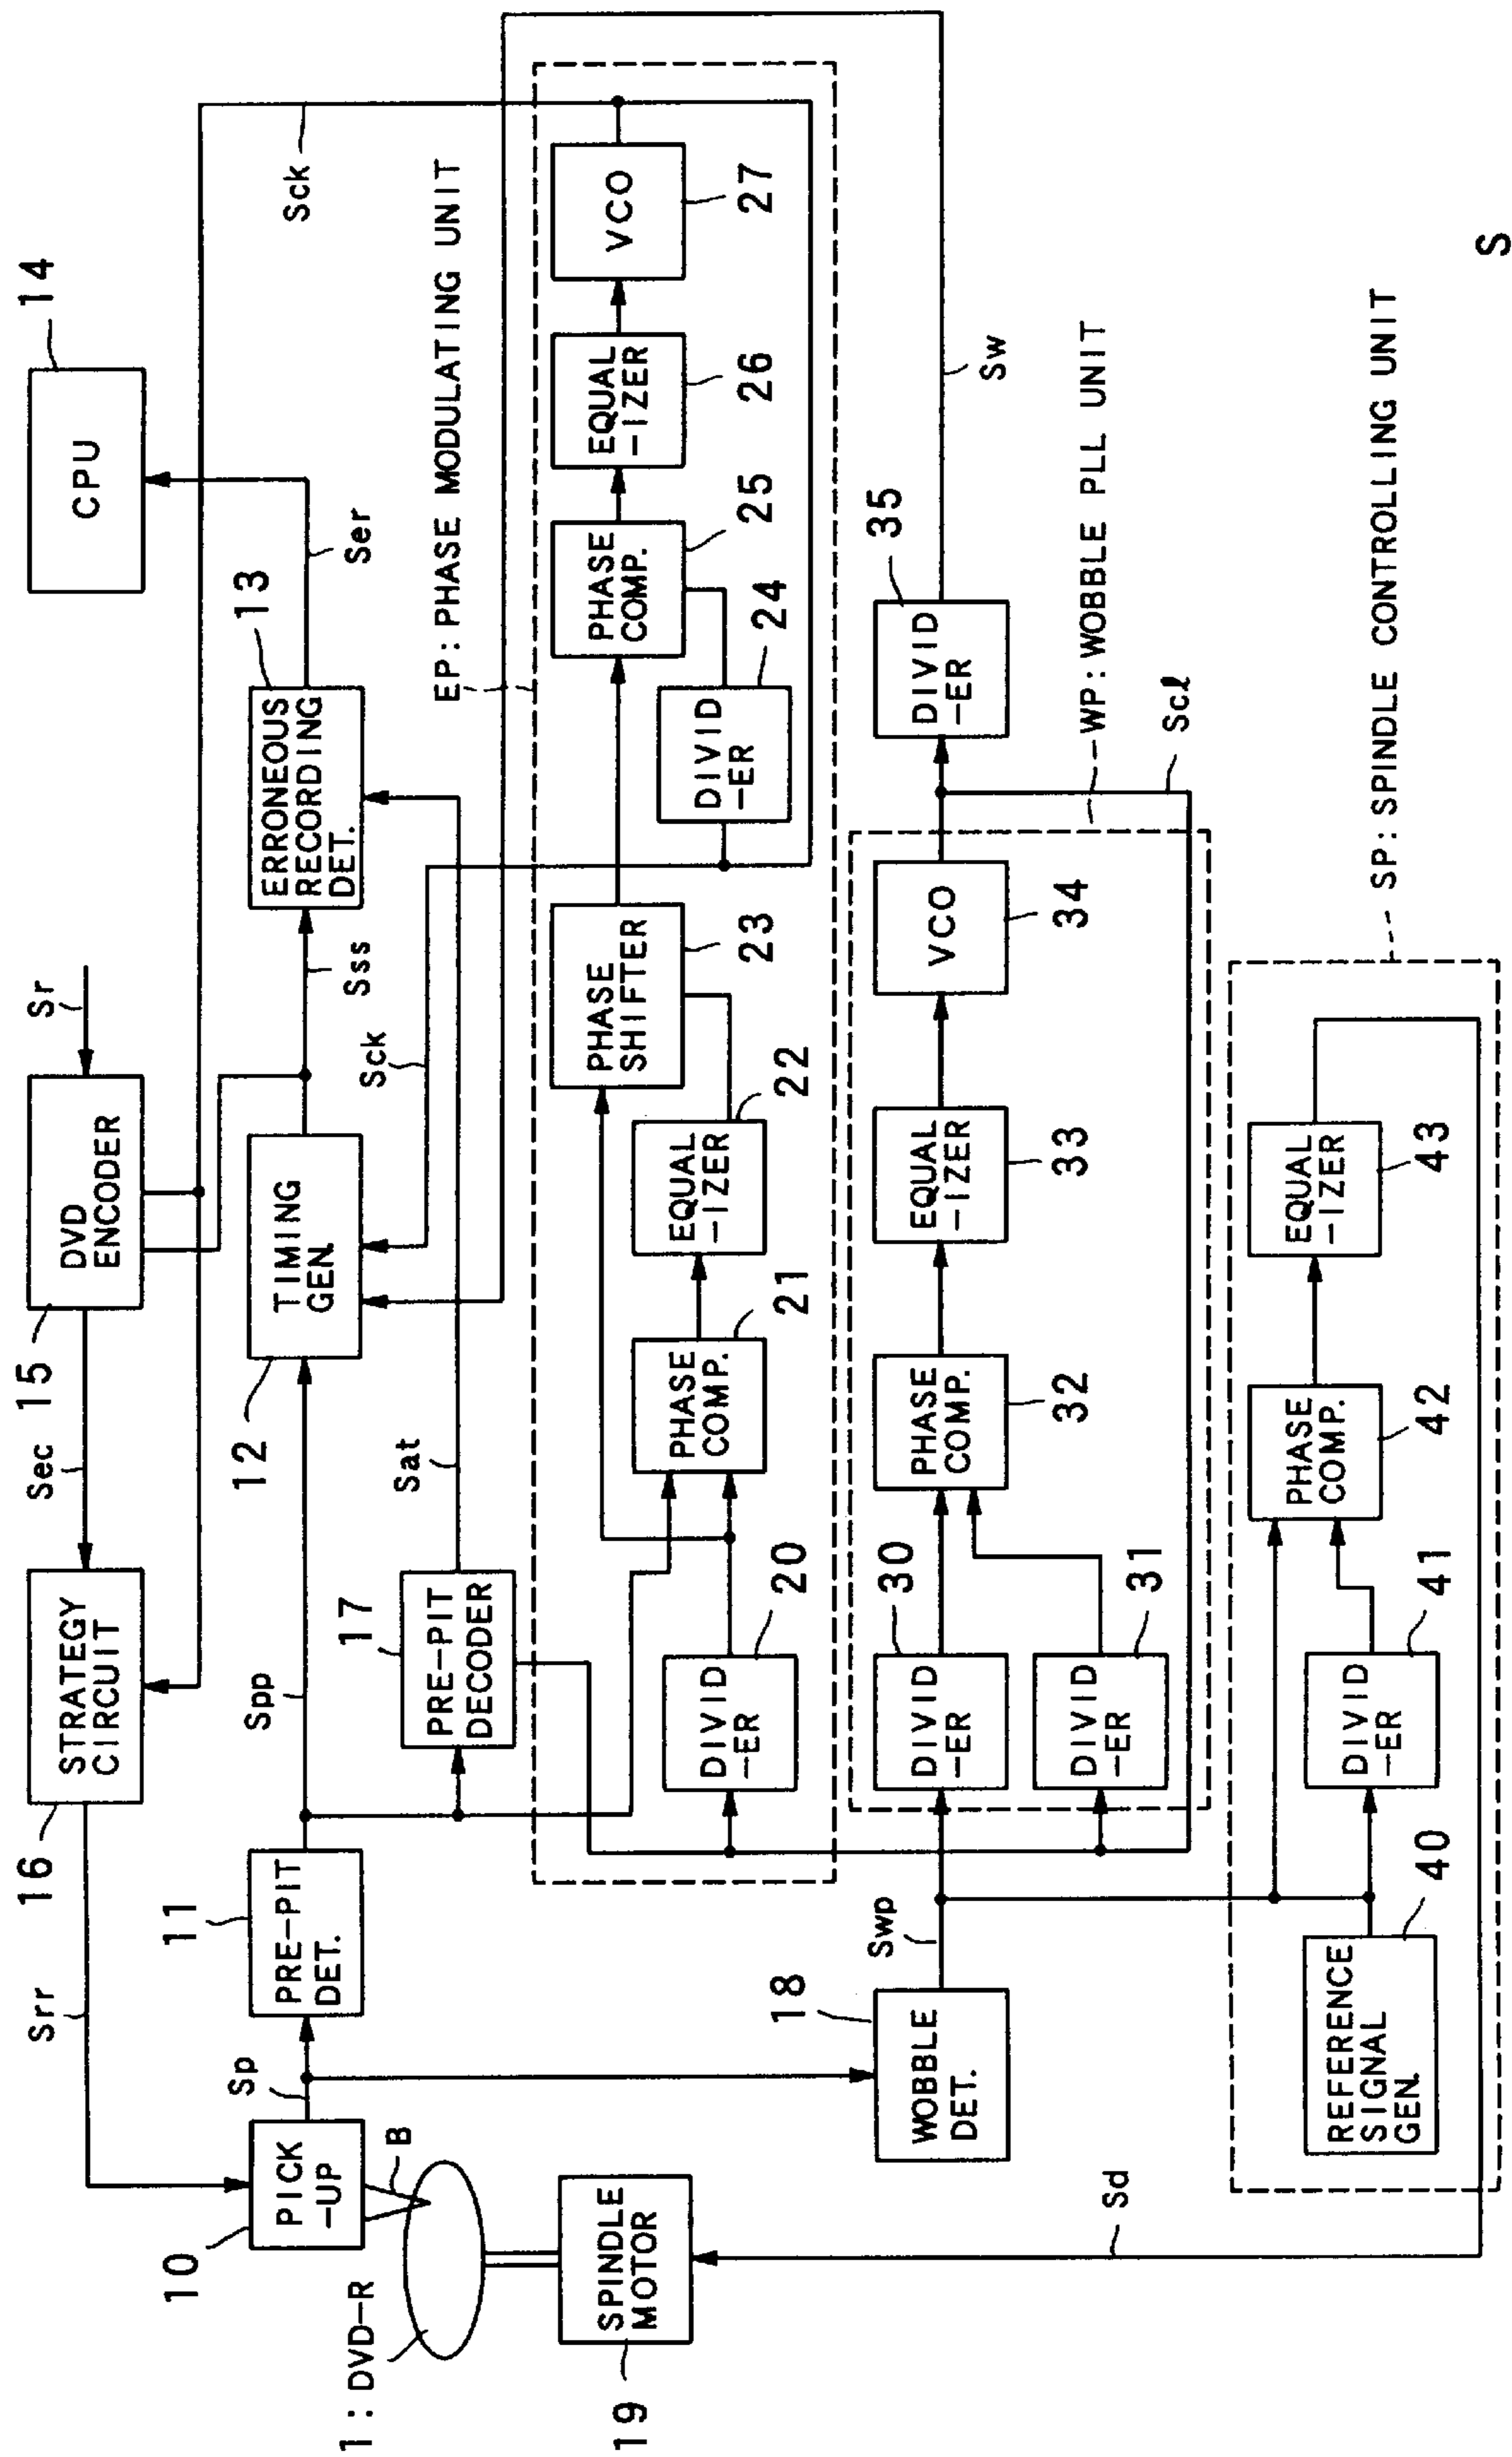 Srr
16
STRATEGY
CIRCUIT
Sec
15
DVD
ENCODER
Sr
14
CPU
10
PICK
-UP
Sp
11
PRE-PIT
DET.
Spp
12
TIMING
GEN.
Sss
13
ERRONEOUS
RECORDING
DET.
Ser
Sck
1:DVD-R
B
17
PRE-PIT
DECODER
Sat
Sck
EP:PHASE MODULATING UNIT
19
SPINDLE
MOTOR
DIVID
-ER
20
PHASE
COMP.
21
EQUAL
-IZER
22
PHASE
SHIFTER
23
DIVID
-ER
24
PHASE
COMP.
25
EQUAL
-IZER
26
VCO
27
18
WOBBLE
DET.
Swp
DIVID
-ER
30
DIVID
-ER
31
PHASE
COMP.
32
EQUAL
-IZER
33
VCO
34
DIVID
-ER
35
Sw
Scℓ
WP:WOBBLE PLL UNIT
Sd
REFERENCE
SIGNAL
GEN.
40
DIVID
-ER
41
PHASE
COMP.
42
EQUAL
-IZER
43
SP:SPINDLE CONTROLLING UNIT
S